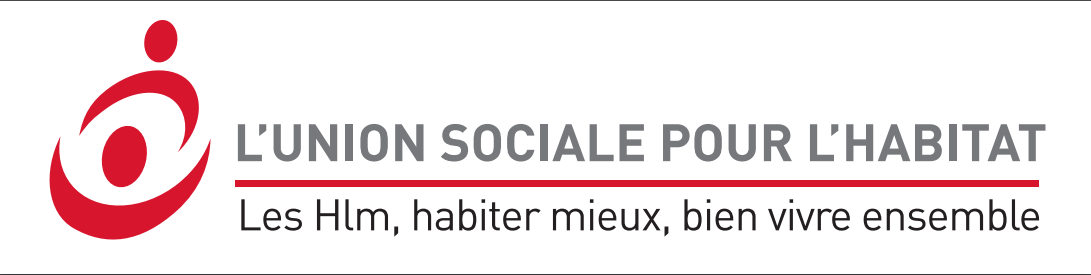 L’UNION SOCIALE POUR L’HABITAT
Les Hlm, habiter mieux, bien vivre ensemble